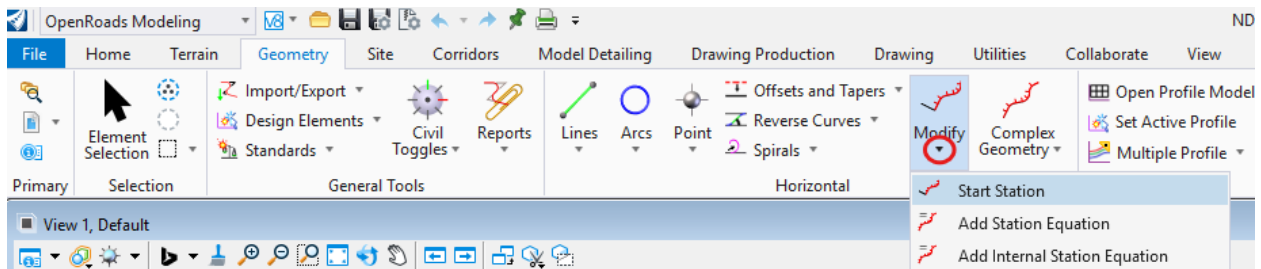 OpenRoads Modeling V8 ND
File Home Terrain Geometry Site Corridors Model Detailing Drawing Production Drawing Utilities Collaborate View
Import/Export
Design Elements
Standards
Element
Selection
Civil
Toggles
Reports
Lines
Arcs
Point
Offsets and Tapers
Reverse Curves
Spirals
Modify
Complex
Geometry
Open Profile Model
Set Active Profile
Multiple Profile
Primary Selection General Tools Horizontal
Start Station
Add Station Equation
Add Internal Station Equation
View 1, Default